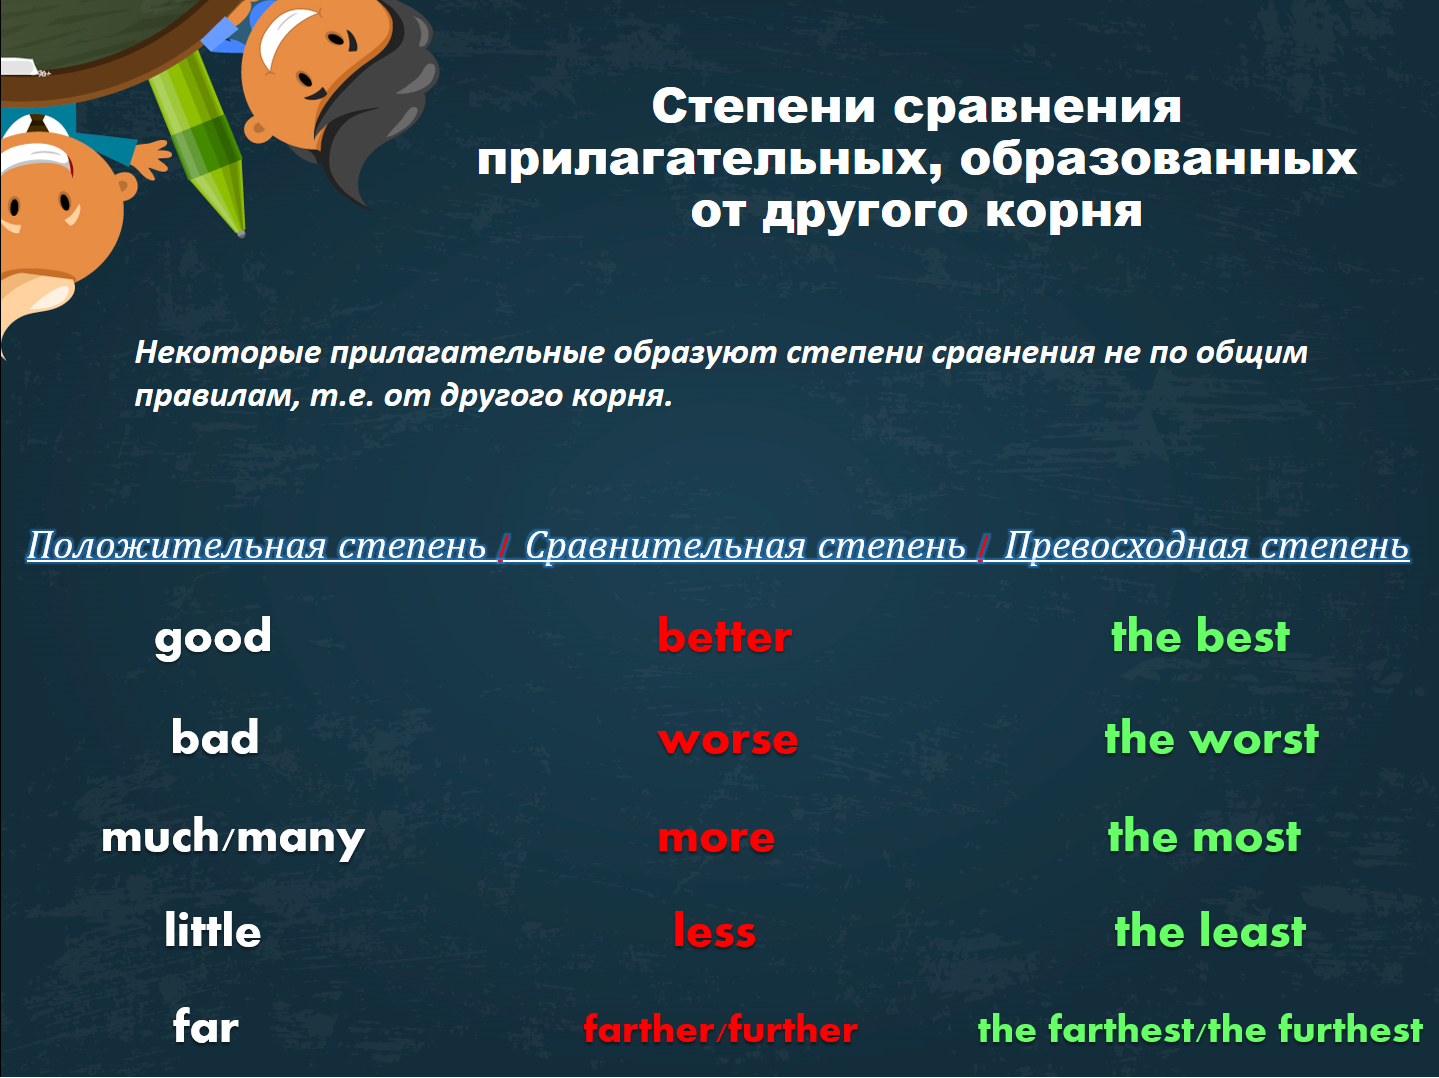 Степени сравнения
прилагательных, образованных
от другого корня
Некоторые прилагательные образуют степени сравнения не по общим
правилам, т.е. от другого корня.
Положительная степень / Сравнительная степень / Превосходная степень
good better the best
bad worse the worst
much/many more the most
little less the least
far farther/further the farthest/the furthest